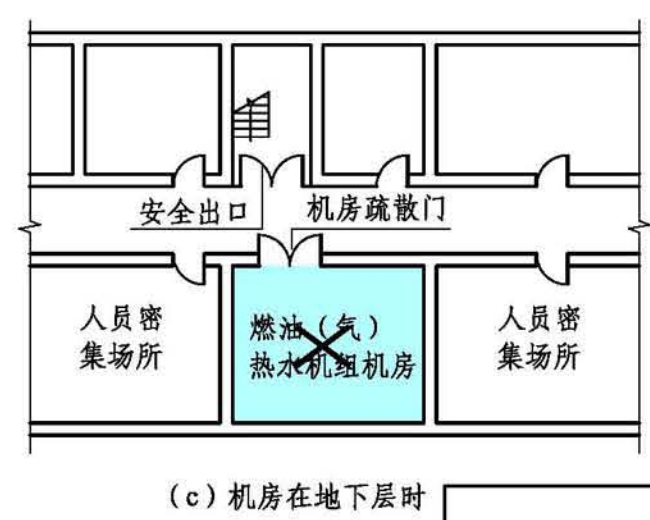 安全出口 机房疏散门
人员密
集场所
燃油(气)
热水机组机房
人员密
集场所
(c)机房在地下层时